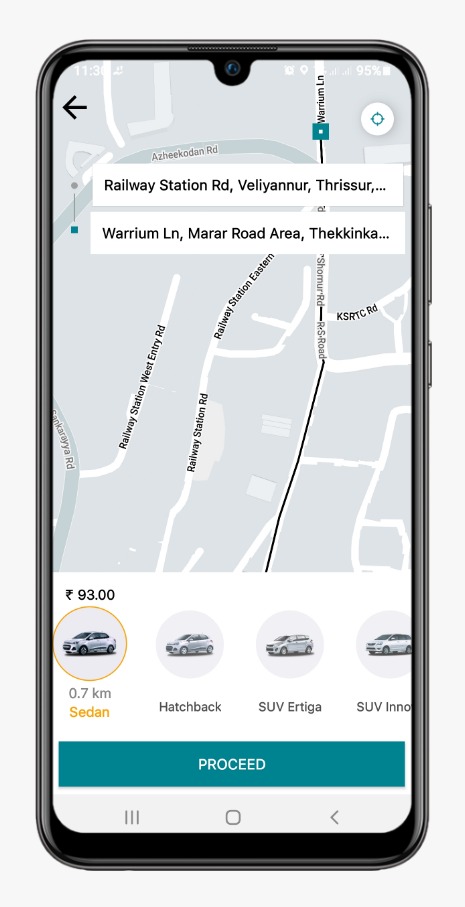 11:30
95%
Warrium Ln
Azheekodan Rd
Railway Station Rd, Veliyannur, Thrissur,...
Warrium Ln, Marar Road Area, Thekkinka...
Railway Station Eastern
Shornur Rd
R.S Road
KSRTC Rd
Railway Station West Entry Rd
Railway Station Rd
Sankarayya Rd
₹ 93.00
0.7 km
Sedan
Hatchback
SUV Ertiga
SUV Inno
PROCEED